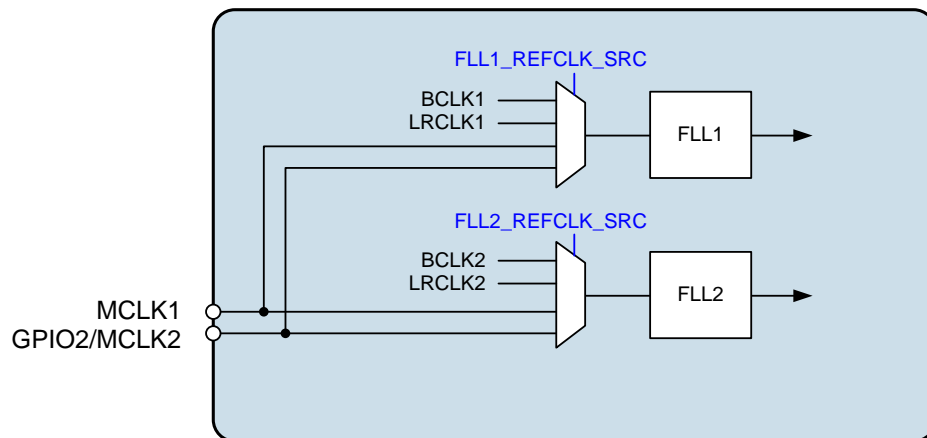 FLL1_REFCLK_SRC
BCLK1
LRCLK1
FLL1
FLL2_REFCLK_SRC
BCLK2
LRCLK2
FLL2
MCLK1
GPIO2/MCLK2